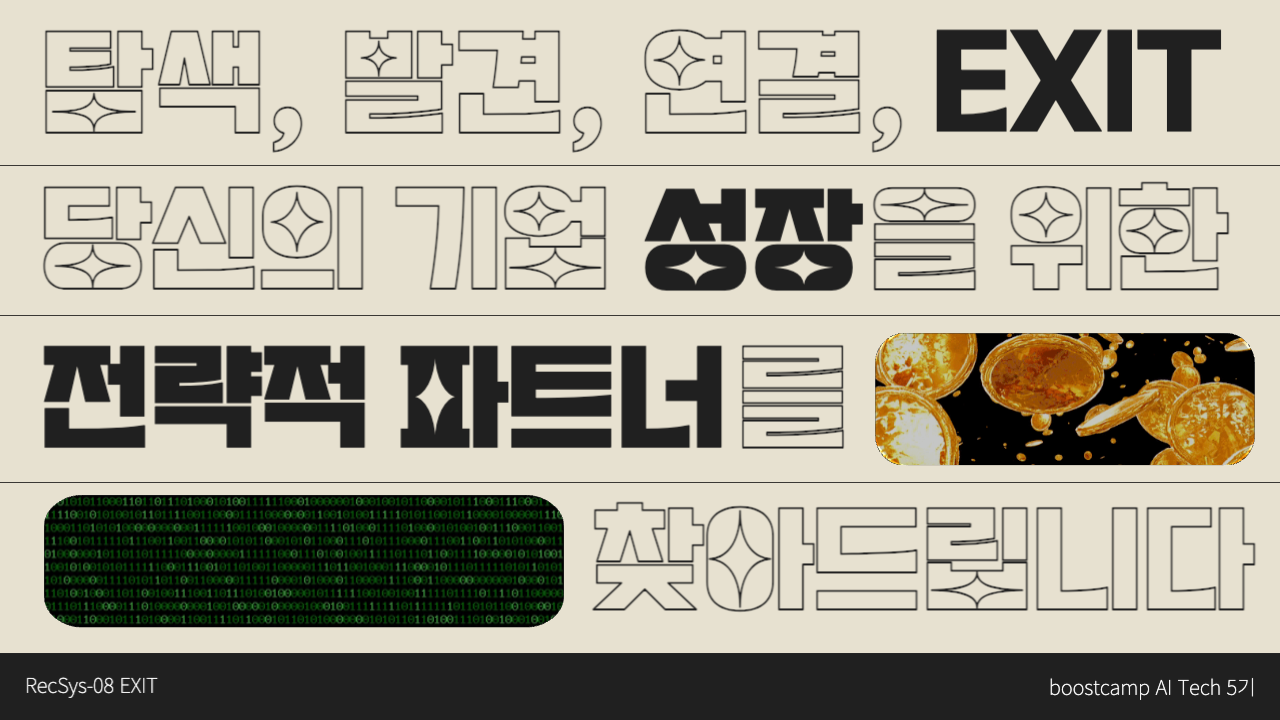 탐색, 발견, 연결, EXIT
당신의 기업 성장을 위한
전략적 파트너를
찾아드립니다
RecSys-08 EXIT
boostcamp AI Tech 5기